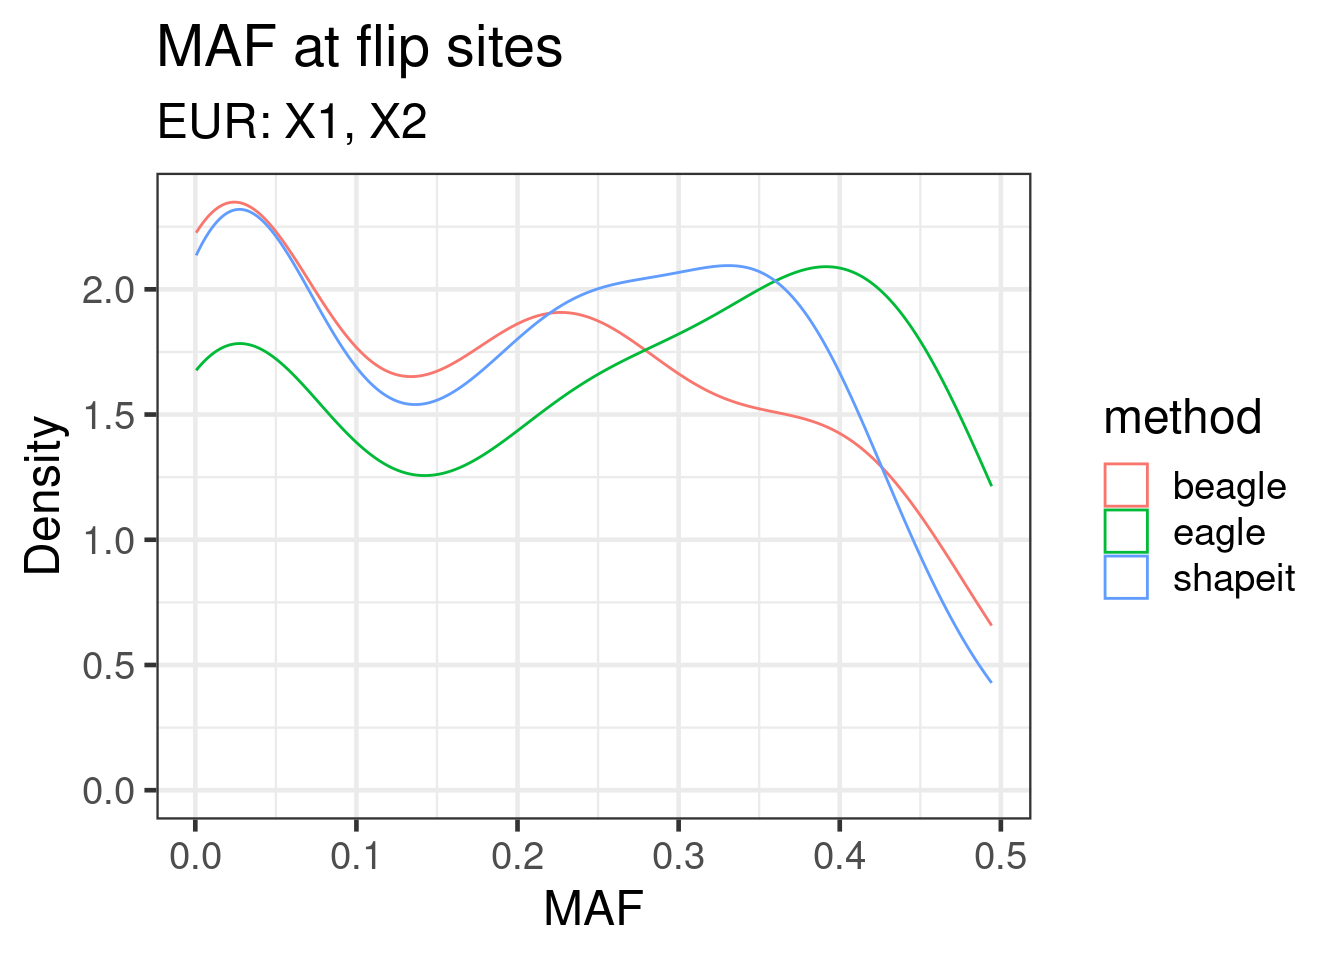 MAF at flip sites
EUR: X1, X2
Density
2.0
1.5
1.0
0.5
0.0
0.0 0.1 0.2 0.3 0.4 0.5
MAF
method
beagle
eagle
shapeit